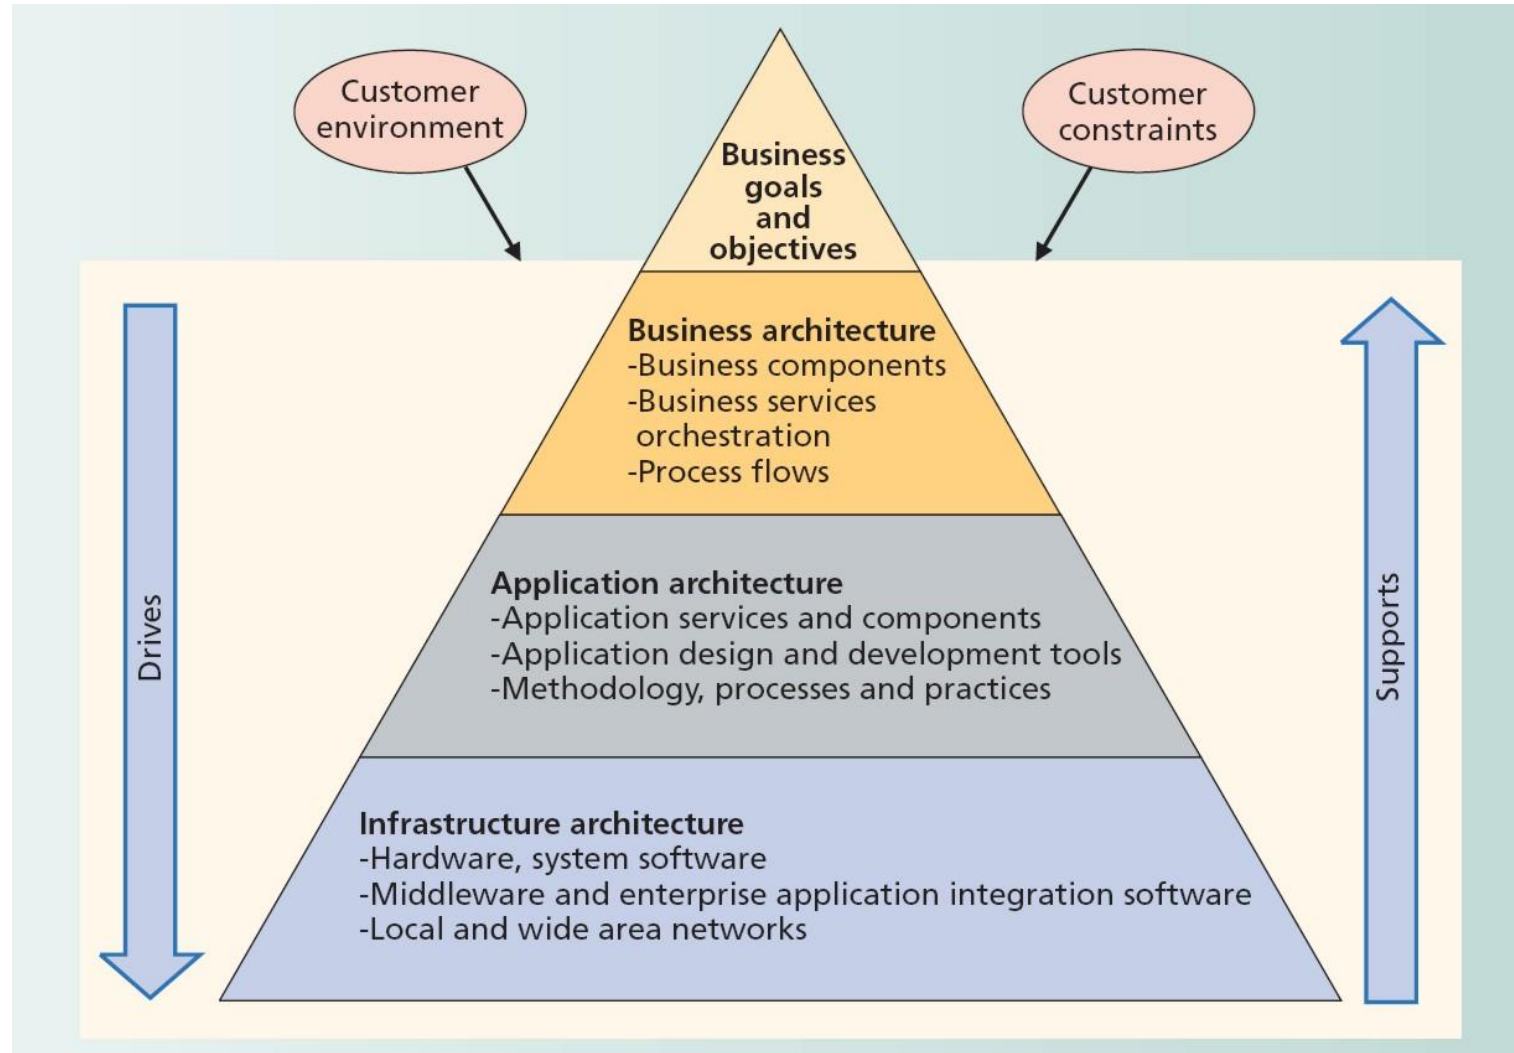 Customer
environment
Customer
constraints
Business
goals
and
objectives
Business architecture
-Business components
-Business services
orchestration
-Process flows
Application architecture
-Application services and components
-Application design and development tools
-Methodology, processes and practices
Infrastructure architecture
-Hardware, system software
-Middleware and enterprise application integration software
-Local and wide area networks
Drives
Supports